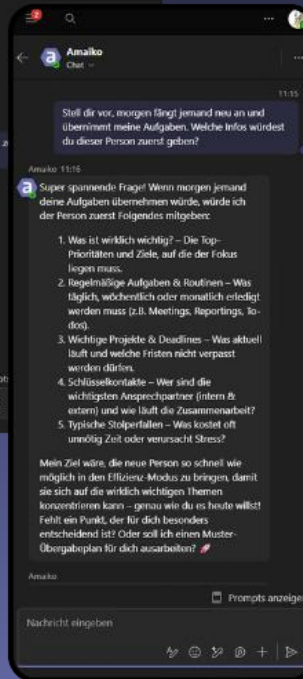 2
Amaiko
Chat
11:15
Stell dir vor, morgen fängt jemand neu an und
übernimmt meine Aufgaben. Welche Infos würdest
du dieser Person zuerst geben?
Amaiko 11:16
Super spannende Frage! Wenn morgen jemand
deine Aufgaben übernehmen würde, würde ich
der Person zuerst Folgendes mitgeben:
1. Was ist wirklich wichtig? – Die Top-
Prioritäten und Ziele, auf die der Fokus
liegen muss.
2. Regelmäßige Aufgaben & Routinen – Was
täglich, wöchentlich oder monatlich erledigt
werden muss (z.B. Meetings, Reportings, To-
dos).
3. Wichtige Projekte & Deadlines – Was aktuell
läuft und welche Fristen nicht verpasst
werden dürfen.
4. Schlüsselkontakte – Wer sind die
wichtigsten Ansprechpartner (intern &
extern) und wie läuft die Zusammenarbeit?
5. Typische Stolperfallen – Was kostet oft
unnötig Zeit oder verursacht Stress?
Mein Ziel wäre, die neue Person so schnell wie
möglich in den Effizienz-Modus zu bringen, damit
sie sich auf die wirklich wichtigen Themen
konzentrieren kann – genau wie du es heute willst!
Fehlt ein Punkt, der für dich besonders
entscheidend ist? Oder soll ich einen Muster-
Übergabeplan für dich ausarbeiten? 🚀
Amaiko
Prompts anzeigen
Nachricht eingeben